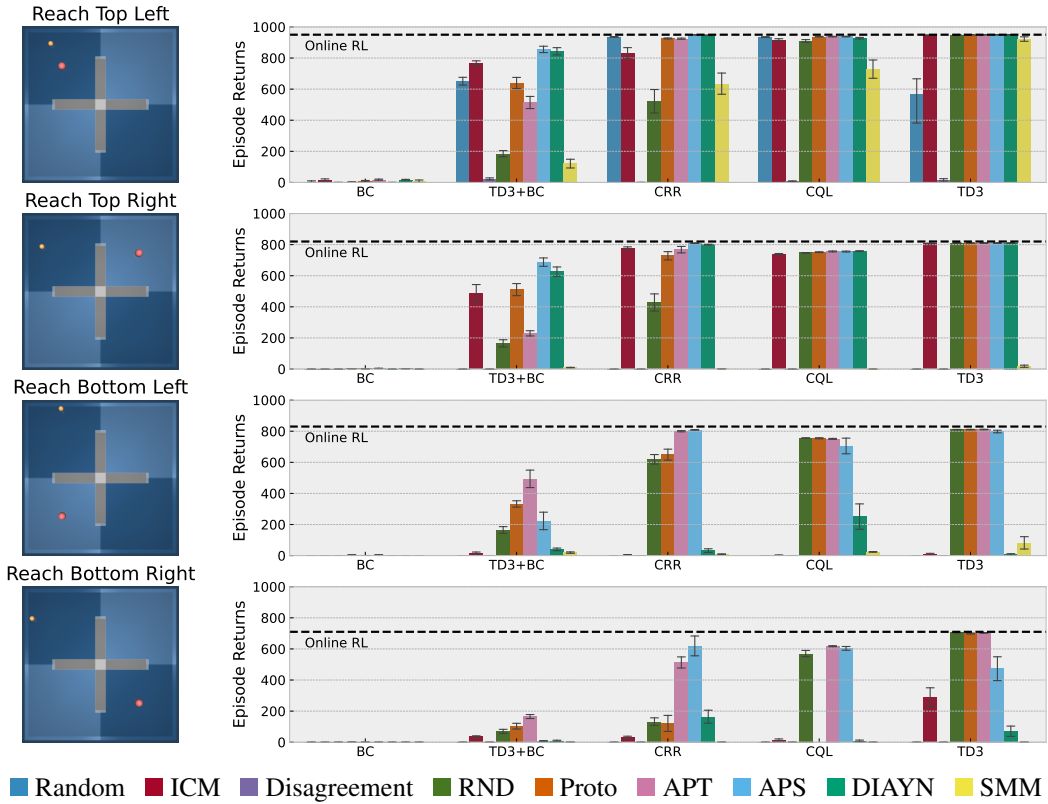 Reach Top Left
Episode Returns
1000
800
600
400
200
0
Online RL
BC TD3+BC CRR CQL TD3
Reach Top Right
Episode Returns
1000
800
600
400
200
0
Online RL
BC TD3+BC CRR CQL TD3
Reach Bottom Left
Episode Returns
1000
800
600
400
200
0
Online RL
BC TD3+BC CRR CQL TD3
Reach Bottom Right
Episode Returns
1000
800
600
400
200
0
Online RL
BC TD3+BC CRR CQL TD3
Random ICM Disagreement RND Proto APT APS DIAYN SMM